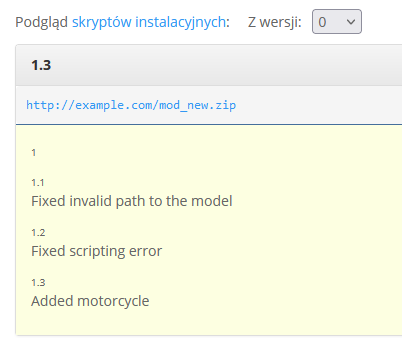 Podgląd skryptów instalacyjnych: Z wersji: 0
1.3
http://example.com/mod_new.zip
1
1.1
Fixed invalid path to the model
1.2
Fixed scripting error
1.3
Added motorcycle